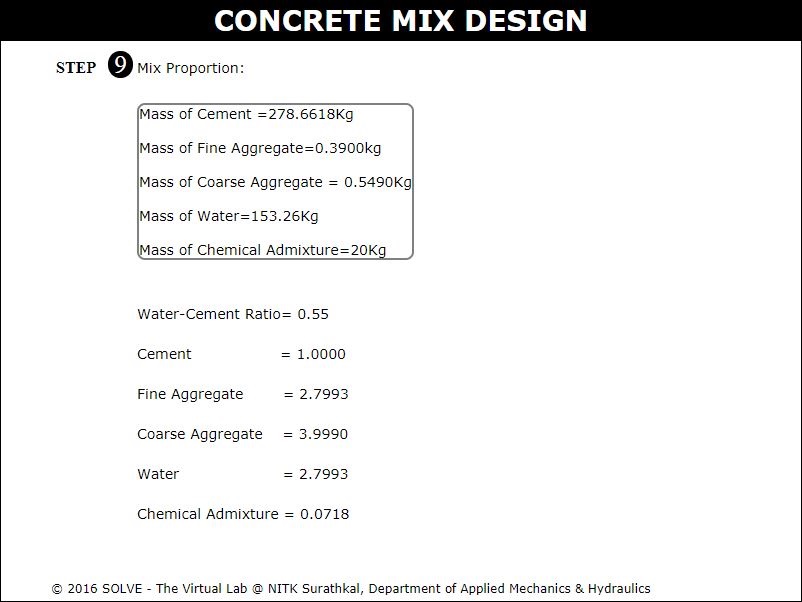 CONCRETE MIX DESIGN
STEP 9 Mix Proportion:
Mass of Cement =278.6618Kg
Mass of Fine Aggregate=0.3900kg
Mass of Coarse Aggregate = 0.5490Kg
Mass of Water=153.26Kg
Mass of Chemical Admixture=20Kg
Water-Cement Ratio= 0.55
Cement = 1.0000
Fine Aggregate = 2.7993
Coarse Aggregate = 3.9990
Water = 2.7993
Chemical Admixture = 0.0718
© 2016 SOLVE - The Virtual Lab @ NITK Surathkal, Department of Applied Mechanics & Hydraulics